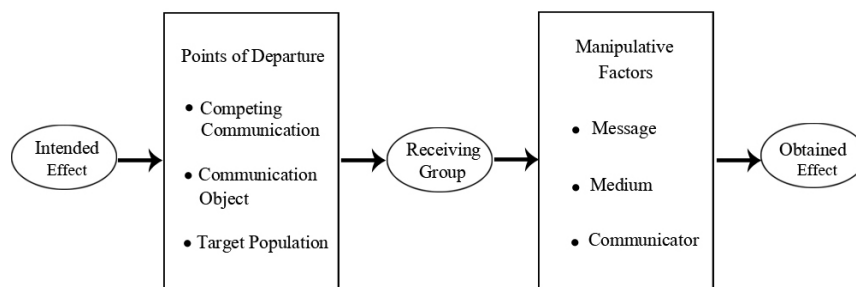 Intended
Effect
Points of Departure
• Competing
Communication
• Communication
Object
• Target Population
Receiving
Group
Manipulative
Factors
• Message
• Medium
• Communicator
Obtained
Effect